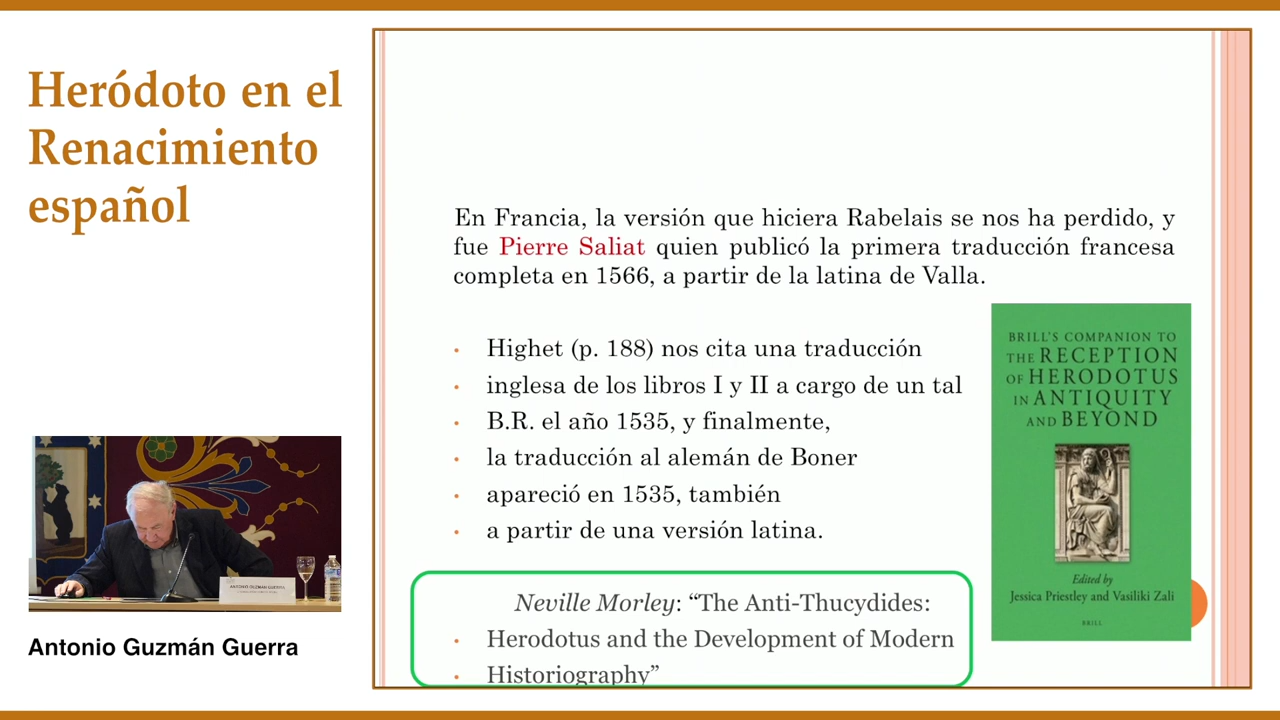 Heródoto en el
Renacimiento
español
En Francia, la versión que hiciera Rabelais se nos ha perdido, y
fue Pierre Saliat quien publicó la primera traducción francesa
completa en 1566, a partir de la latina de Valla.
• Highet (p. 188) nos cita una traducción
• inglesa de los libros I y II a cargo de un tal
• B.R. el año 1535, y finalmente,
• la traducción al alemán de Boner
• apareció en 1535, también
• a partir de una versión latina.
Neville Morley: “The Anti-Thucydides:
• Herodotus and the Development of Modern
• Historiography”
BRILL'S COMPANION TO
THE RECEPTION
OF HERODOTUS
IN ANTIQUITY
AND BEYOND
Edited by
Jessica Priestley and Vasiliki Zali
BRILL
ANTONIO GUZMÁN GUERRA
Antonio Guzmán Guerra